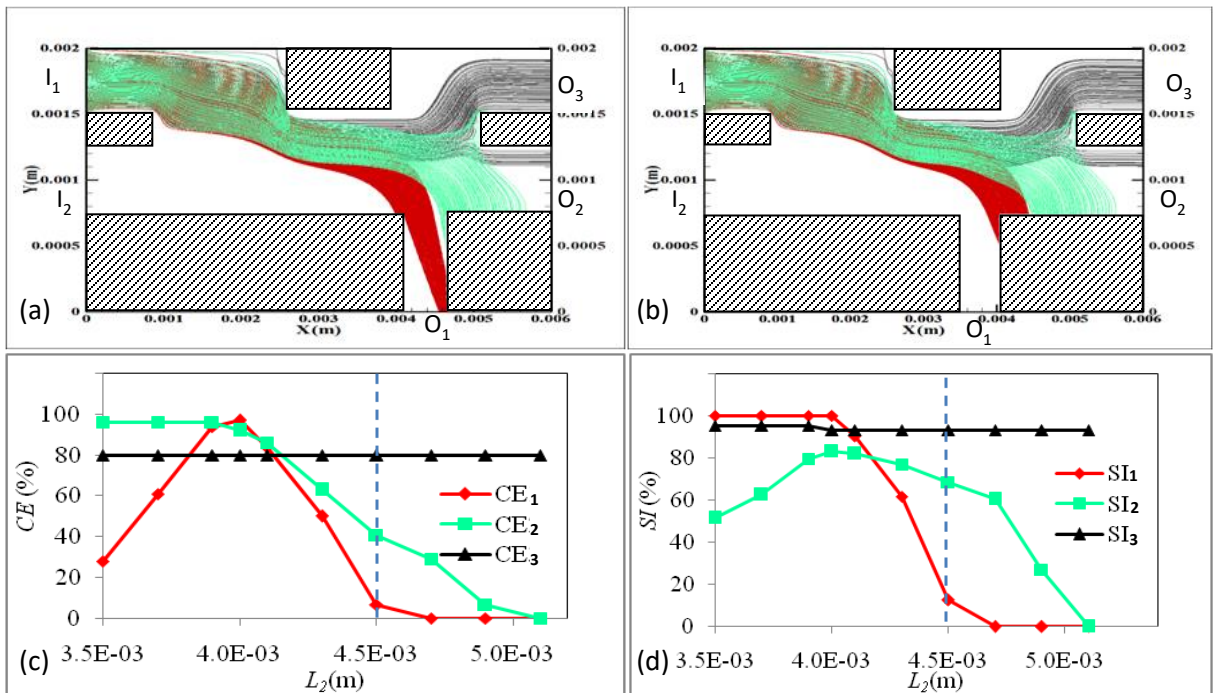 0.002
I1
0.0015
Y(m)
0.001
I2
0.0005
0
(a)
0
0.001
0.002
0.003
0.004
0.005
0.006
X(m)
O1
0.002
O3
0.0015
0.001
O2
0.0005
0
0.002
I1
0.0015
Y(m)
0.001
I2
0.0005
0
(b)
0
0.001
0.002
0.003
0.004
0.005
0.006
X(m)
O1
0.002
O3
0.0015
0.001
O2
0.0005
0
100
80
60
40
20
0
CE (%)
CE1
CE2
CE3
3.5E-03
4.0E-03
4.5E-03
5.0E-03
(c)
L2(m)
100
80
60
40
20
0
SI (%)
SI1
SI2
SI3
3.5E-03
4.0E-03
4.5E-03
5.0E-03
(d)
L2(m)